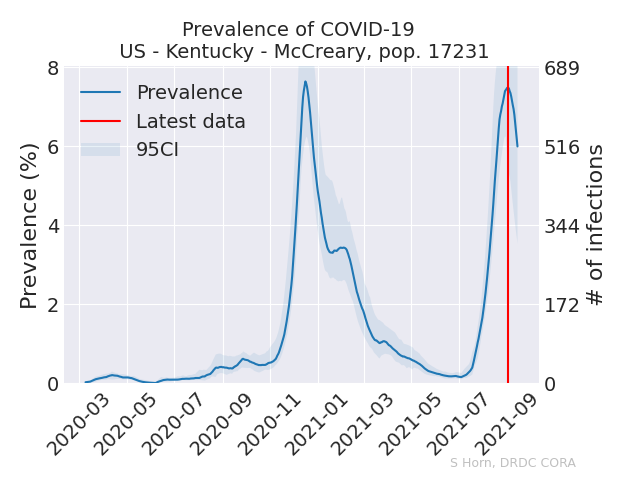 Prevalence of COVID-19
US - Kentucky - McCreary, pop. 17231
Prevalence
Latest data
95CI
Prevalence (%)
8
6
4
2
0
689
516
344
172
0
# of infections
2020-03
2020-05
2020-07
2020-09
2020-11
2021-01
2021-03
2021-05
2021-07
2021-09
S Horn, DRDC CORA